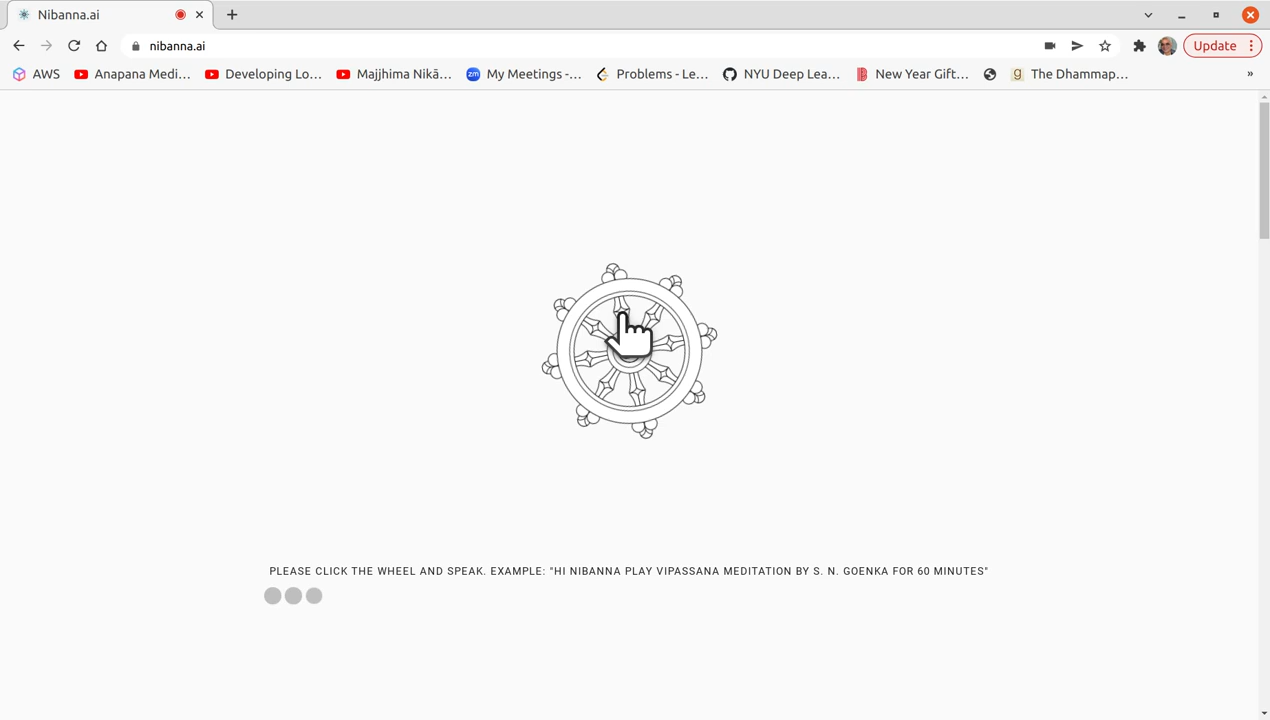 Nibanna.ai
nibanna.ai
Update
AWS
Anapana Medi...
Developing Lo...
Majjhima Nikā...
zm
My Meetings -...
Problems - Le...
NYU Deep Lea...
New Year Gift...
g
The Dhammap...
»
PLEASE CLICK THE WHEEL AND SPEAK. EXAMPLE: "HI NIBANNA PLAY VIPASSANA MEDITATION BY S. N. GOENKA FOR 60 MINUTES"